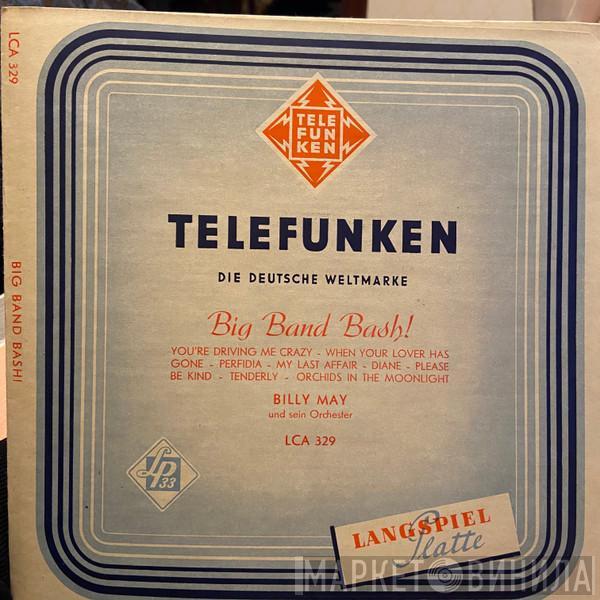 LCA 329
BIG BAND BASH!
TELE
FUN
KEN
TELEFUNKEN
DIE DEUTSCHE WELTMARKE
Big Band Bash!
YOU'RE DRIVING ME CRAZY - WHEN YOUR LOVER HAS
GONE - PERFIDIA - MY LAST AFFAIR - DIANE - PLEASE
BE KIND - TENDERLY - ORCHIDS IN THE MOONLIGHT
BILLY MAY
und sein Orchester
LCA 329
LP
33
LANGSPIEL
Platte
МАРКЕТ ВИНИЛА